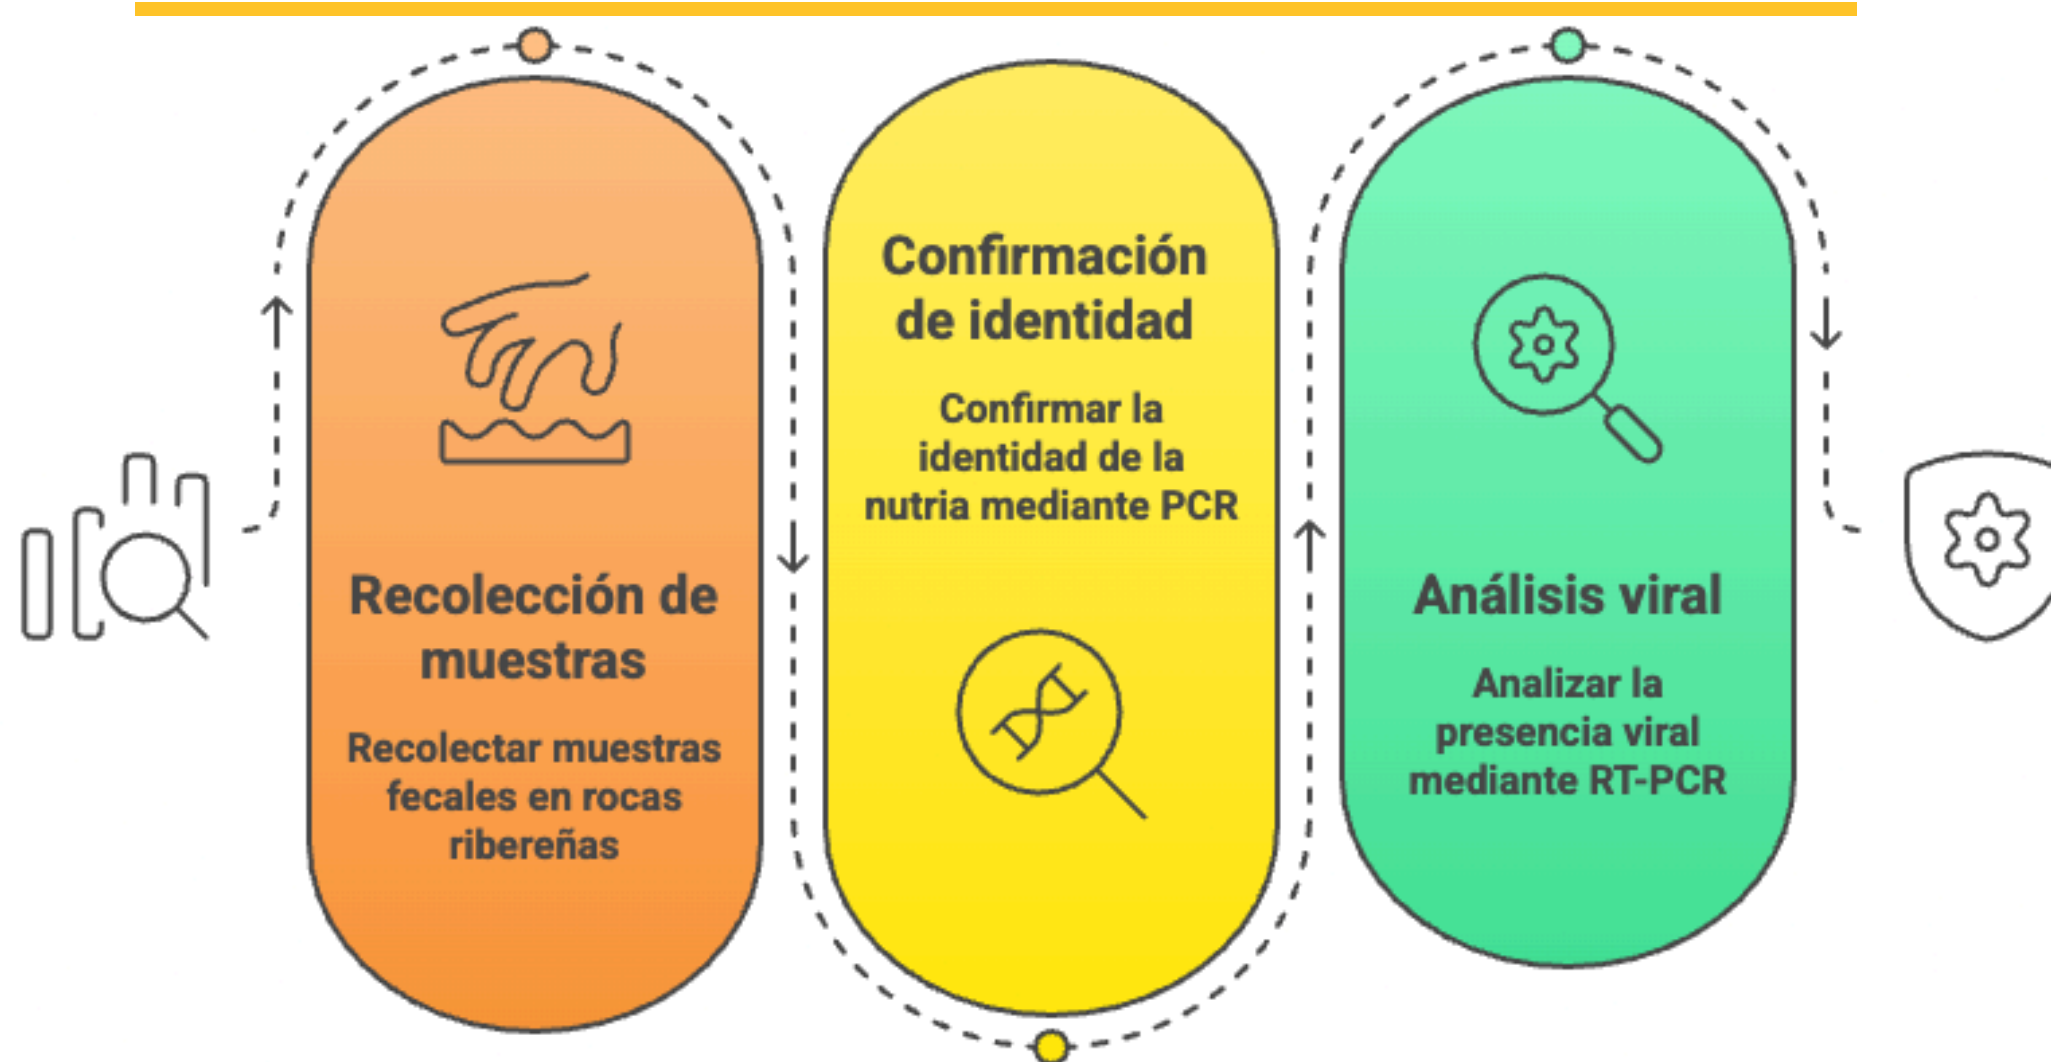 Recolección de
muestras
Recolectar muestras
fecales en rocas
ribereñas
Confirmación
de identidad
Confirmar la
identidad de la
nutria mediante PCR
Análisis viral
Analizar la
presencia viral
mediante RT-PCR